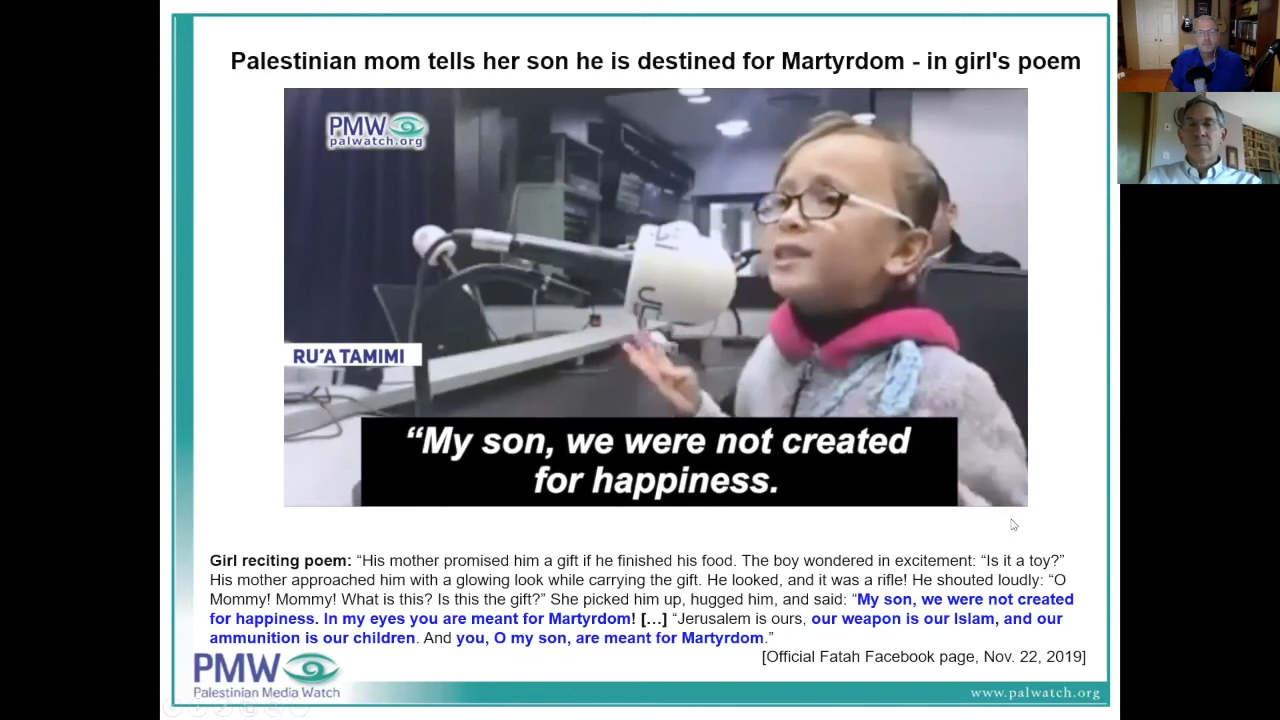 Palestinian mom tells her son he is destined for Martyrdom - in girl's poem
PMW
palwatch.org
RU'A TAMIMI
“My son, we were not created
for happiness.
Girl reciting poem: “His mother promised him a gift if he finished his food. The boy wondered in excitement: “Is it a toy?”
His mother approached him with a glowing look while carrying the gift. He looked, and it was a rifle! He shouted loudly: “O
Mommy! Mommy! What is this? Is this the gift?” She picked him up, hugged him, and said: “My son, we were not created
for happiness. In my eyes you are meant for Martyrdom! […] “Jerusalem is ours, our weapon is our Islam, and our
ammunition is our children. And you, O my son, are meant for Martyrdom.”
[Official Fatah Facebook page, Nov. 22, 2019]
PMW
Palestinian Media Watch
www.palwatch.org